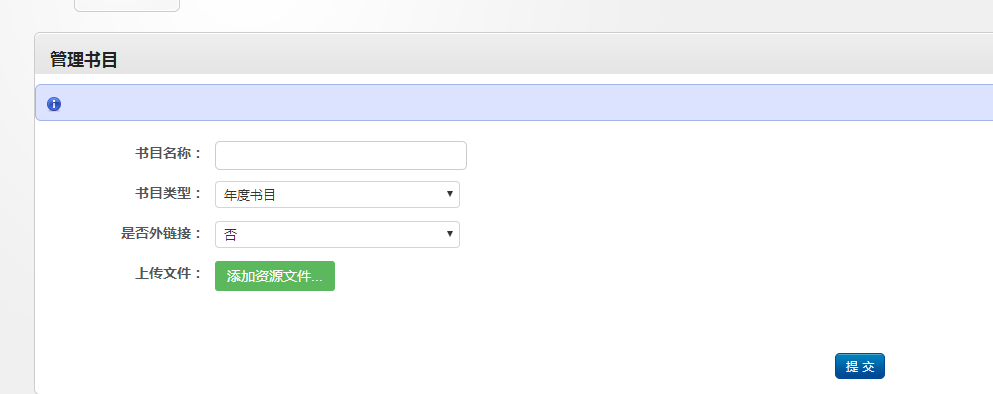 管理书目
书目名称：
书目类型： 年度书目
是否外链接： 否
上传文件： 添加资源文件...
提 交